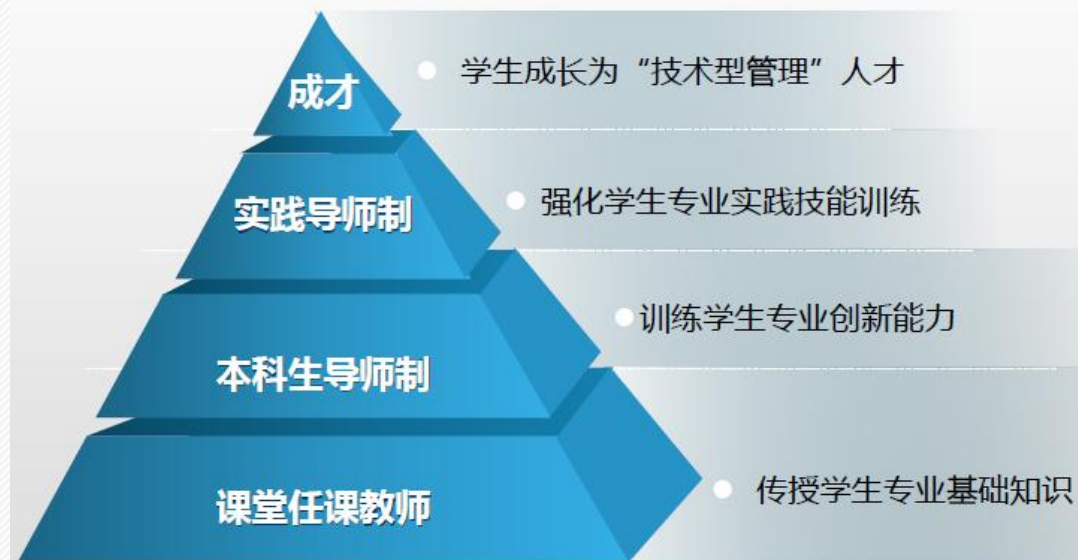 成才
学生成长为“技术型管理”人才
实践导师制
强化学生专业实践技能训练
本科生导师制
训练学生专业创新能力
课堂任课教师
传授学生专业基础知识